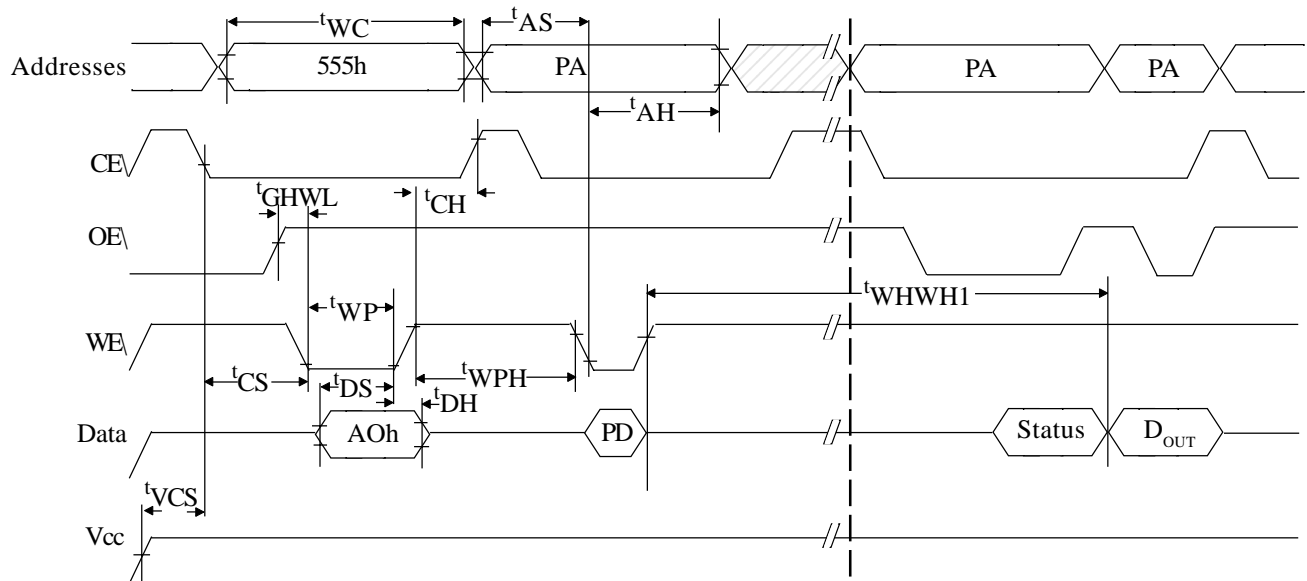 tWC
tAS
Addresses
555h
PA
PA
PA
tAH
CE\
tGHWL
tCH
OE\
tWHWH1
tWP
WE\
tCS
tDS
tWPH
tDH
Data
AOh
PD
Status
DOUT
tVCS
Vcc